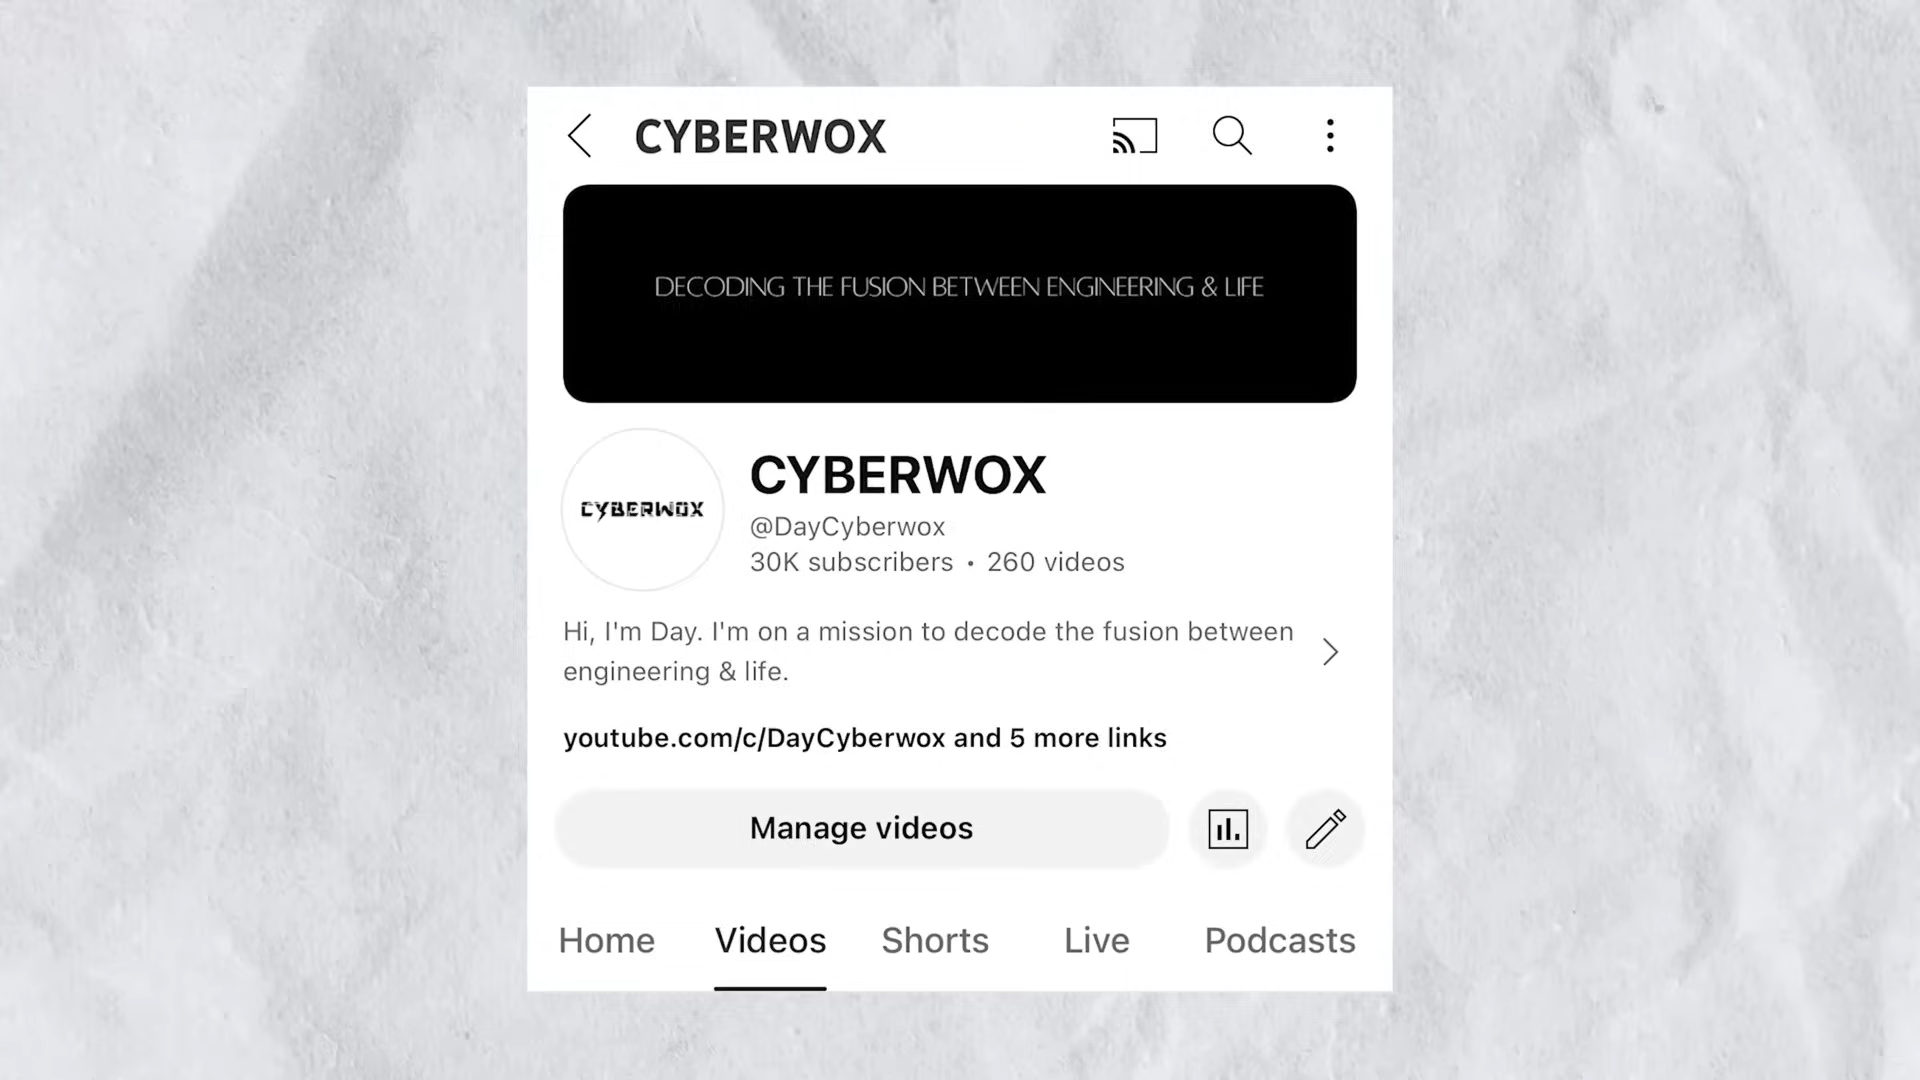 CYBERWOX
DECODING THE FUSION BETWEEN ENGINEERING & LIFE
CYBERWOX
CYBERWOX
@DayCyberwox
30K subscribers • 260 videos
Hi, I'm Day. I'm on a mission to decode the fusion between
engineering & life.
youtube.com/c/DayCyberwox and 5 more links
Manage videos
Home Videos Shorts Live Podcasts